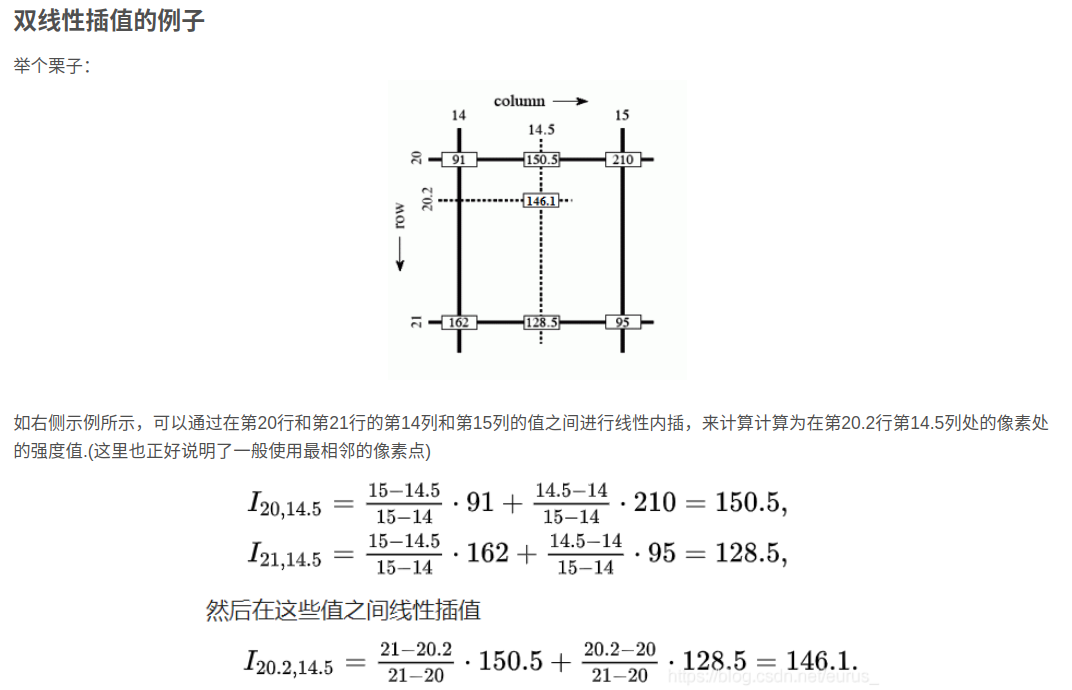 双线性插值的例子
举个栗子：
column
14 15
14.5
20 91 150.5 210
20.2 146.1
row
21 162 128.5 95
如右侧示例所示，可以通过在第20行和第21行的第14列和第15列的值之间进行线性内插，来计算计算为在第20.2行第14.5列处的像素处
的强度值.(这里也正好说明了一般使用最相邻的像素点)
I_{20,14.5} = \frac{15-14.5}{15-14} · 91 + \frac{14.5-14}{15-14} · 210 = 150.5,
I_{21,14.5} = \frac{15-14.5}{15-14} · 162 + \frac{14.5-14}{15-14} · 95 = 128.5,
然后在这些值之间线性插值
I_{20.2,14.5} = \frac{21-20.2}{21-20} · 150.5 + \frac{20.2-20}{21-20} · 128.5 = 146.1.
https://blog.csdn.net/eurus_